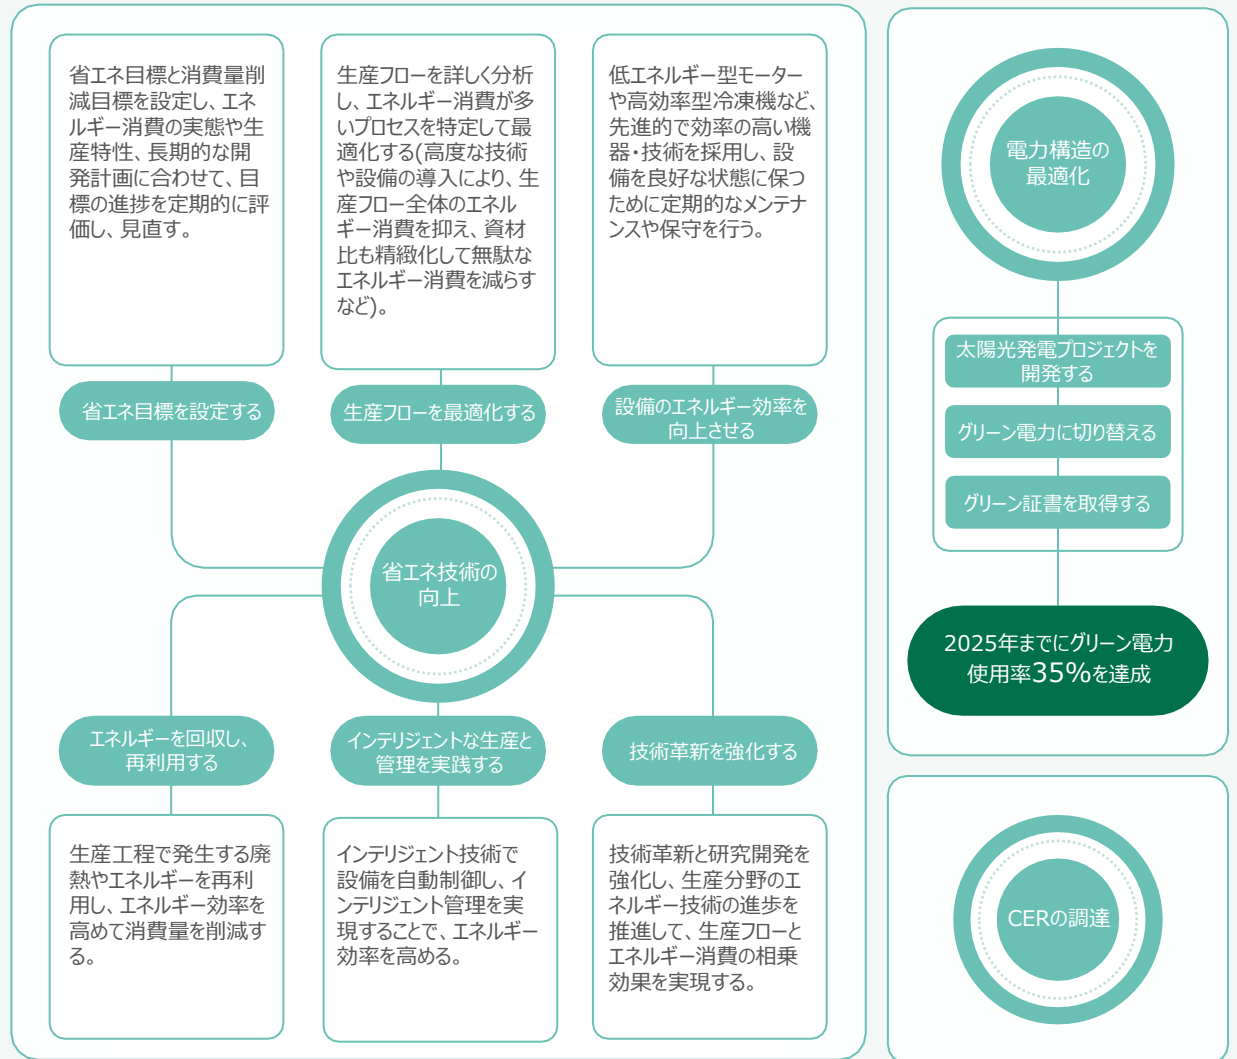 省エネ目標と消費量削
減目標を設定し、エネ
ルギー消費の実態や生
産特性、長期的な開
発計画に合わせて、目
標の進捗を定期的に評
価し、見直す。
生産フローを詳しく分析
し、エネルギー消費が多
いプロセスを特定して最
適化する(高度な技術
や設備の導入により、生
産フロー全体のエネル
ギー消費を抑え、資材
比も精緻化して無駄な
エネルギー消費を減らす
など)。
低エネルギー型モーター
や高効率型冷凍機など、
先進的で効率の高い機
器・技術を採用し、設
備を良好な状態に保つ
ために定期的なメンテナ
ンスや保守を行う。
省エネ目標を設定する
生産フローを最適化する
設備のエネルギー効率を
向上させる
省エネ技術の
向上
エネルギーを回収し、
再利用する
インテリジェントな生産と
管理を実践する
技術革新を強化する
生産工程で発生する廃
熱やエネルギーを再利
用し、エネルギー効率を
高めて消費量を削減す
る。
インテリジェント技術で
設備を自動制御し、イ
ンテリジェント管理を実
現することで、エネルギー
効率を高める。
技術革新と研究開発を
強化し、生産分野のエ
ネルギー技術の進歩を
推進して、生産フローと
エネルギー消費の相乗
効果を実現する。
電力構造の
最適化
太陽光発電プロジェクトを
開発する
グリーン電力に切り替える
グリーン証書を取得する
2025年までにグリーン電力
使用率35%を達成
CERの調達